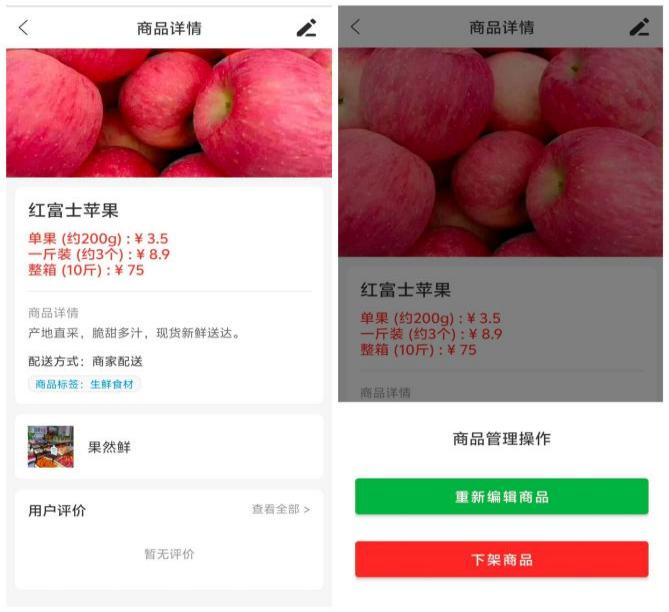 商品详情
红富士苹果
单果 (约200g) : ¥ 3.5
一斤装 (约3个) : ¥ 8.9
整箱 (10斤) : ¥ 75
商品详情
产地直采，脆甜多汁，现货新鲜送达。
配送方式：商家配送
商品标签：生鲜食材
果然鲜
用户评价
查看全部 >
暂无评价
商品详情
红富士苹果
单果 (约200g) : ¥ 3.5
一斤装 (约3个) : ¥ 8.9
整箱 (10斤) : ¥ 75
商品详情
商品管理操作
重新编辑商品
下架商品